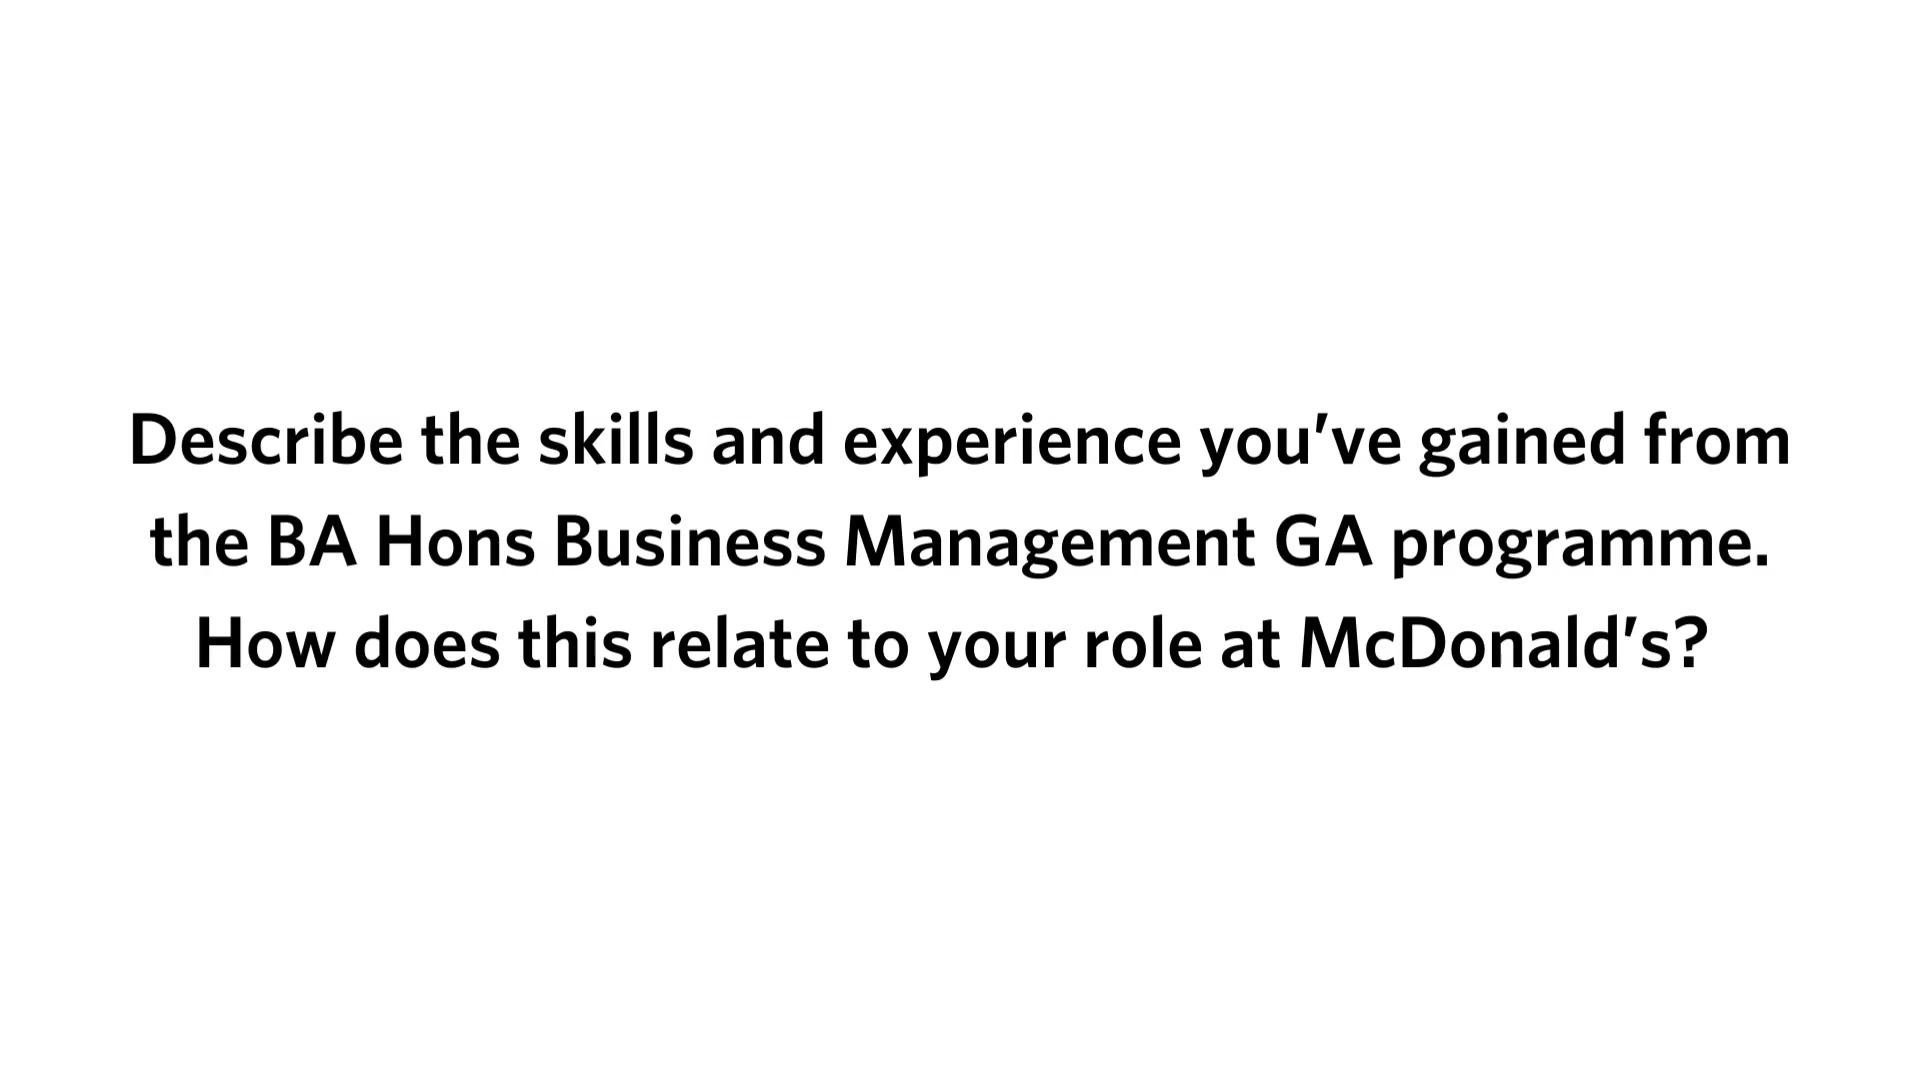 Describe the skills and experience you’ve gained from
the BA Hons Business Management GA programme.
How does this relate to your role at McDonald’s?